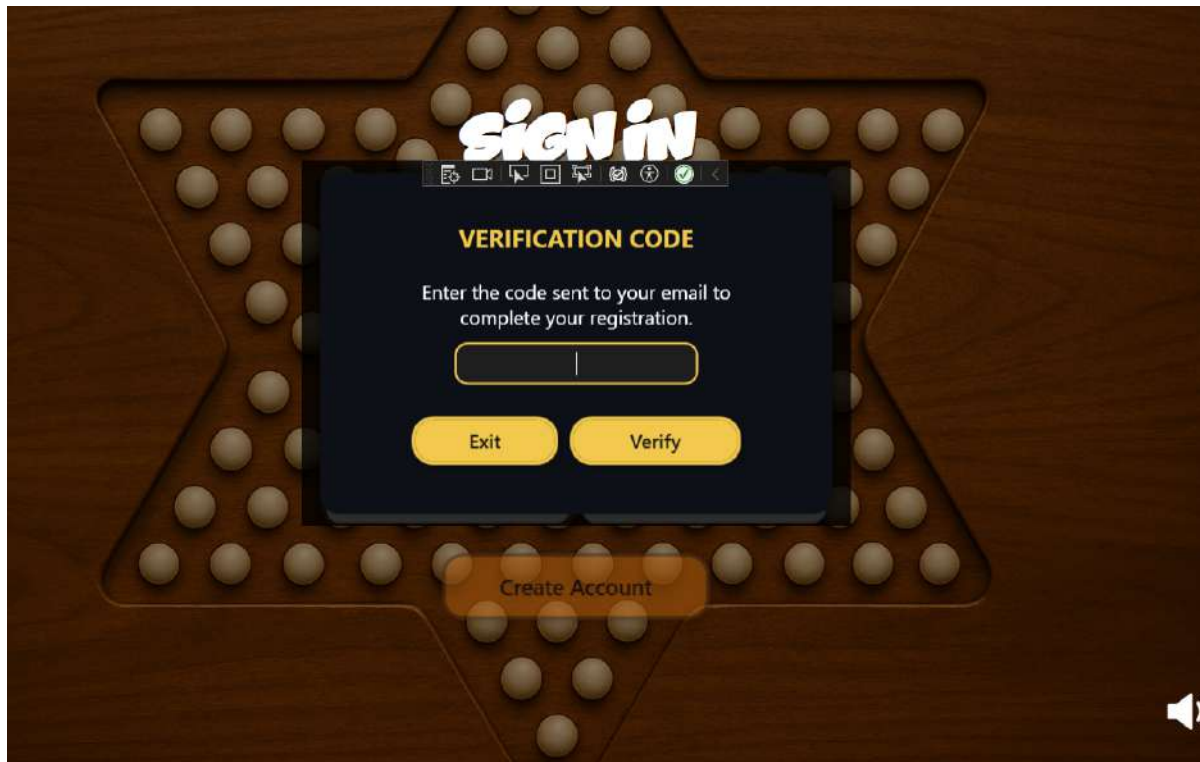 SiGN iN
VERIFICATION CODE
Enter the code sent to your email to
complete your registration.
Exit
Verify
Create Account